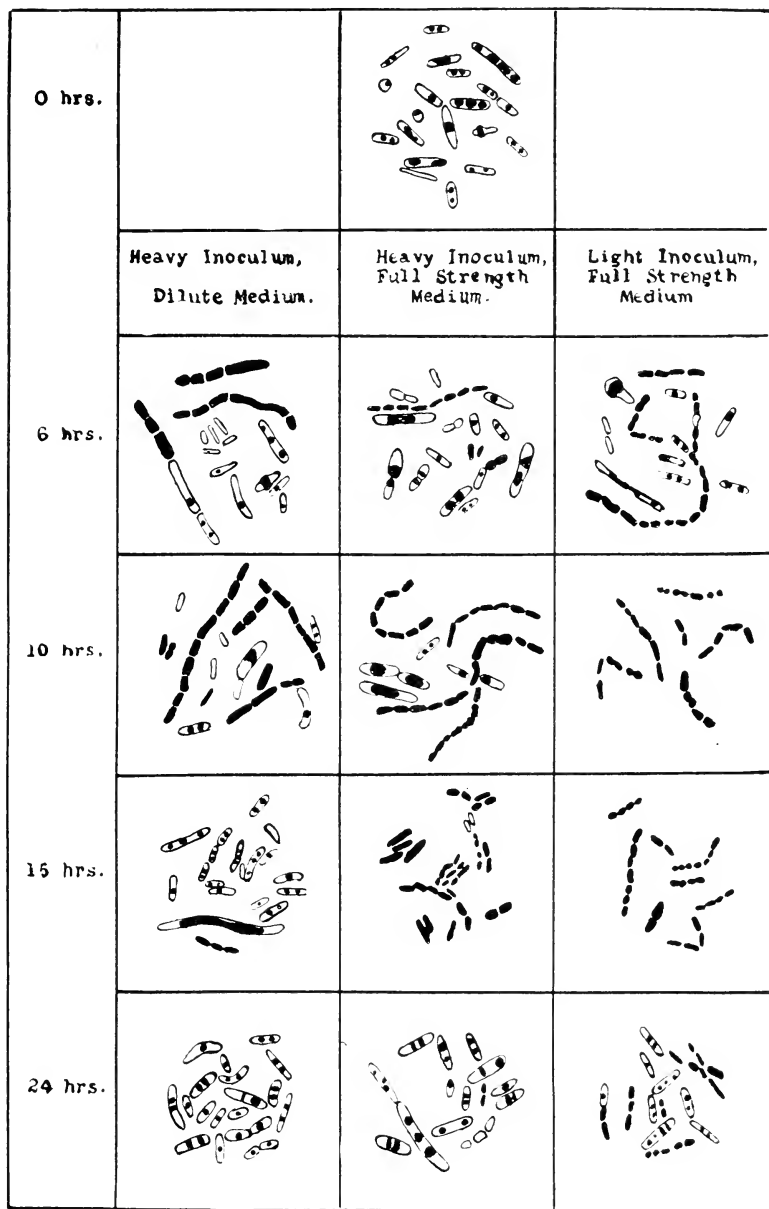 0 hrs.
Heavy Inoculum,
Dilute Medium.
Heavy Inoculum,
Full Strength
Medium.
Light Inoculum,
Full Strength
Medium
6 hrs.
10 hrs.
15 hrs.
24 hrs.